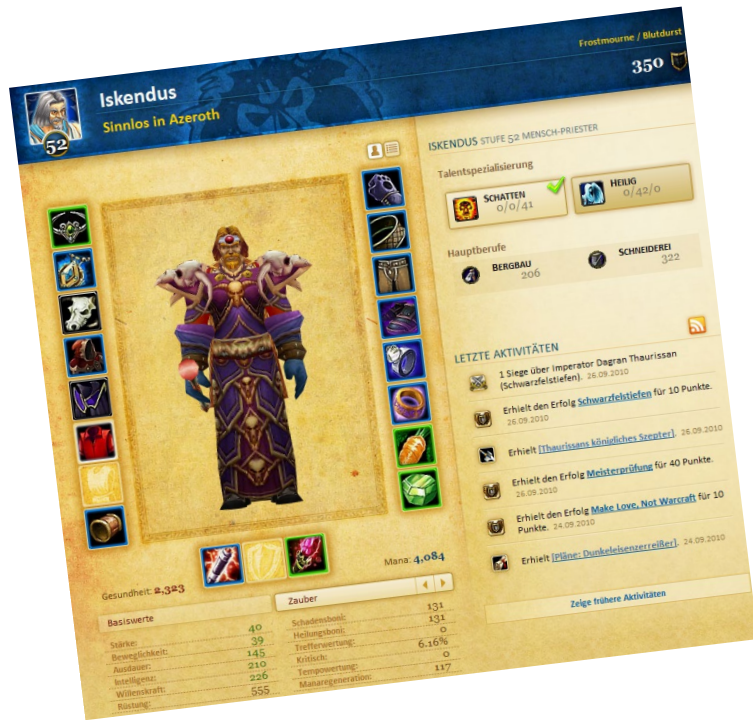 Iskendus
Sinnlos in Azeroth
52
Frostmourne / Blutdurst
350
ISKENDUS STUFE 52 MENSCH-PRIESTER
Talentspezialisierung
SCHATTEN
0/0/41
HEILIG
0/42/0
Hauptberufe
BERGBAU
206
SCHNEIDEREI
322
LETZTE AKTIVITÄTEN
1 Siege über Imperator Dagran Thaurissan
(Schwarzfelstiefen). 26.09.2010
Erhielt den Erfolg Schwarzfelstiefen für 10 Punkte.
26.09.2010
Erhielt [Thaurissans königliches Szepter]. 26.09.2010
Erhielt den Erfolg Meisterprüfung für 40 Punkte.
26.09.2010
Erhielt den Erfolg Make Love, Not Warcraft für 10
Punkte. 24.09.2010
Erhielt [Pläne: Dunkeleisenzerreißer]. 24.09.2010
Zeige frühere Aktivitäten
Gesundheit: 2,323
Mana: 4,084
Basiswerte
Stärke: 40
Beweglichkeit: 39
Ausdauer: 145
Intelligenz: 210
Willenskraft: 226
Rüstung: 555
Zauber
Schadensboni: 131
Heilungsboni: 131
Trefferwertung: 0
Kritisch: 6.16%
Tempowertung: 0
Manaregeneration: 117